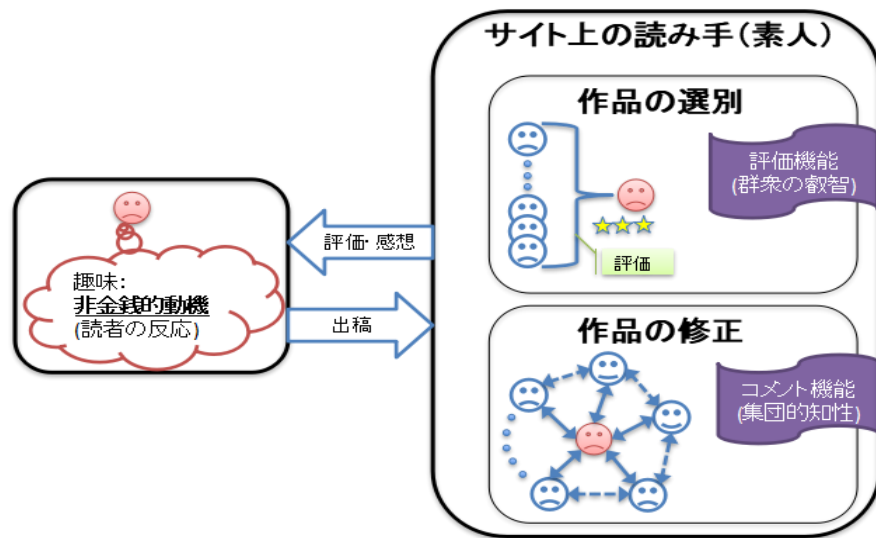 サイト上の読み手(素人)
作品の選別
評価機能
(群衆の叡智)
評価
評価・感想
趣味:
非金銭的動機
(読者の反応)
出稿
作品の修正
コメント機能
(集団的知性)